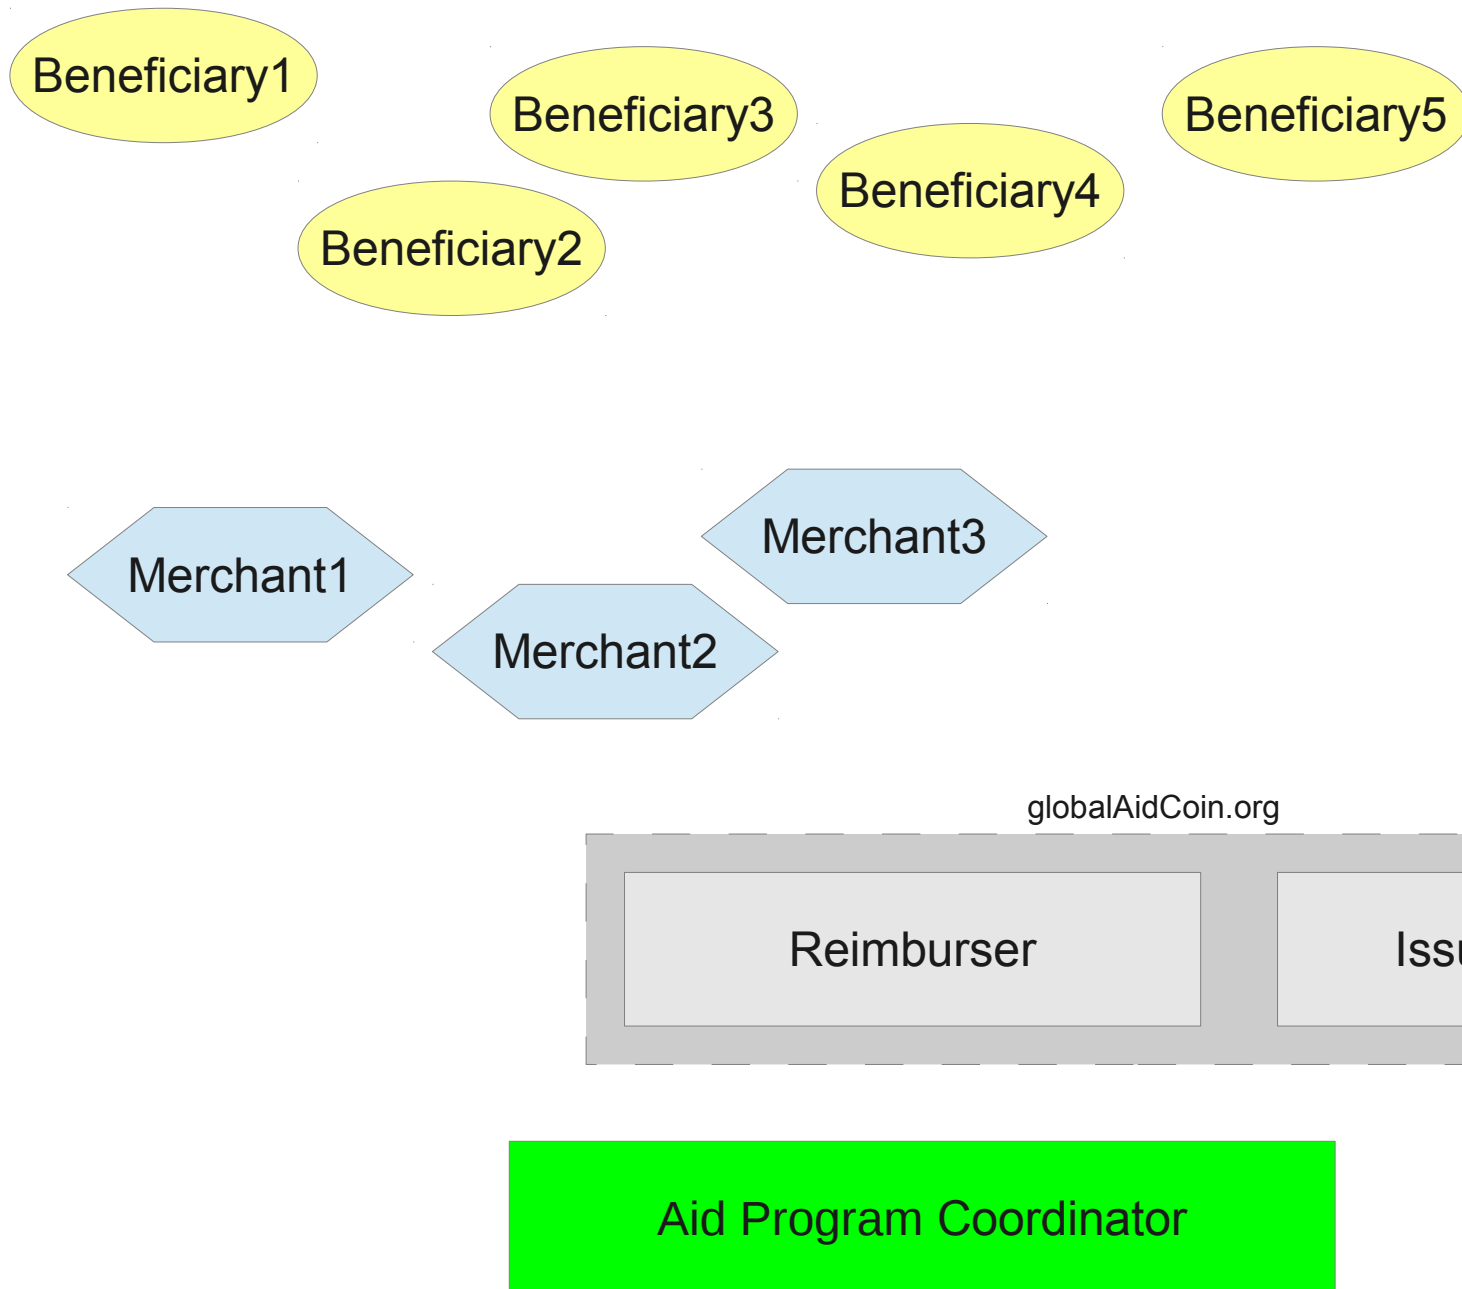 Beneficiary1
Beneficiary3
Beneficiary5
Beneficiary4
Beneficiary2
Merchant3
Merchant1
Merchant2
globalAidCoin.org
Reimburser
Aid Program Coordinator